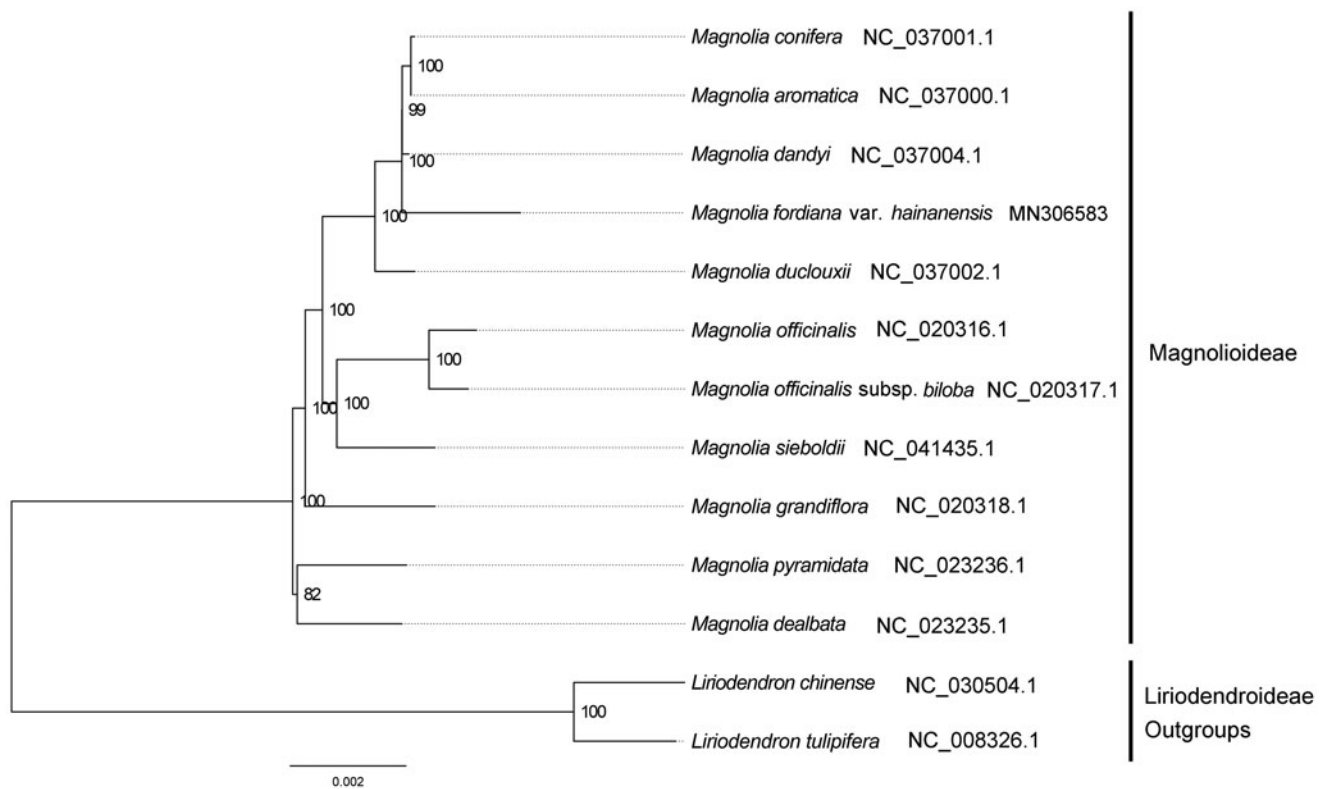 Magnolia conifera NC_037001.1
100
Magnolia aromatica NC_037000.1
99
Magnolia dandyi NC_037004.1
100
Magnolia fordiana var. hainanensis MN306583
100
Magnolia duclouxii NC_037002.1
100
Magnolia officinalis NC_020316.1
100
Magnolioideae
Magnolia officinalis subsp. biloba NC_020317.1
100
100
Magnolia sieboldii NC_041435.1
Magnolia grandiflora NC_020318.1
100
Magnolia pyramidata NC_023236.1
82
Magnolia dealbata NC_023235.1
Liriodendron chinense NC_030504.1
Liriodendroideae
100
Outgroups
Liriodendron tulipifera NC_008326.1
0.002